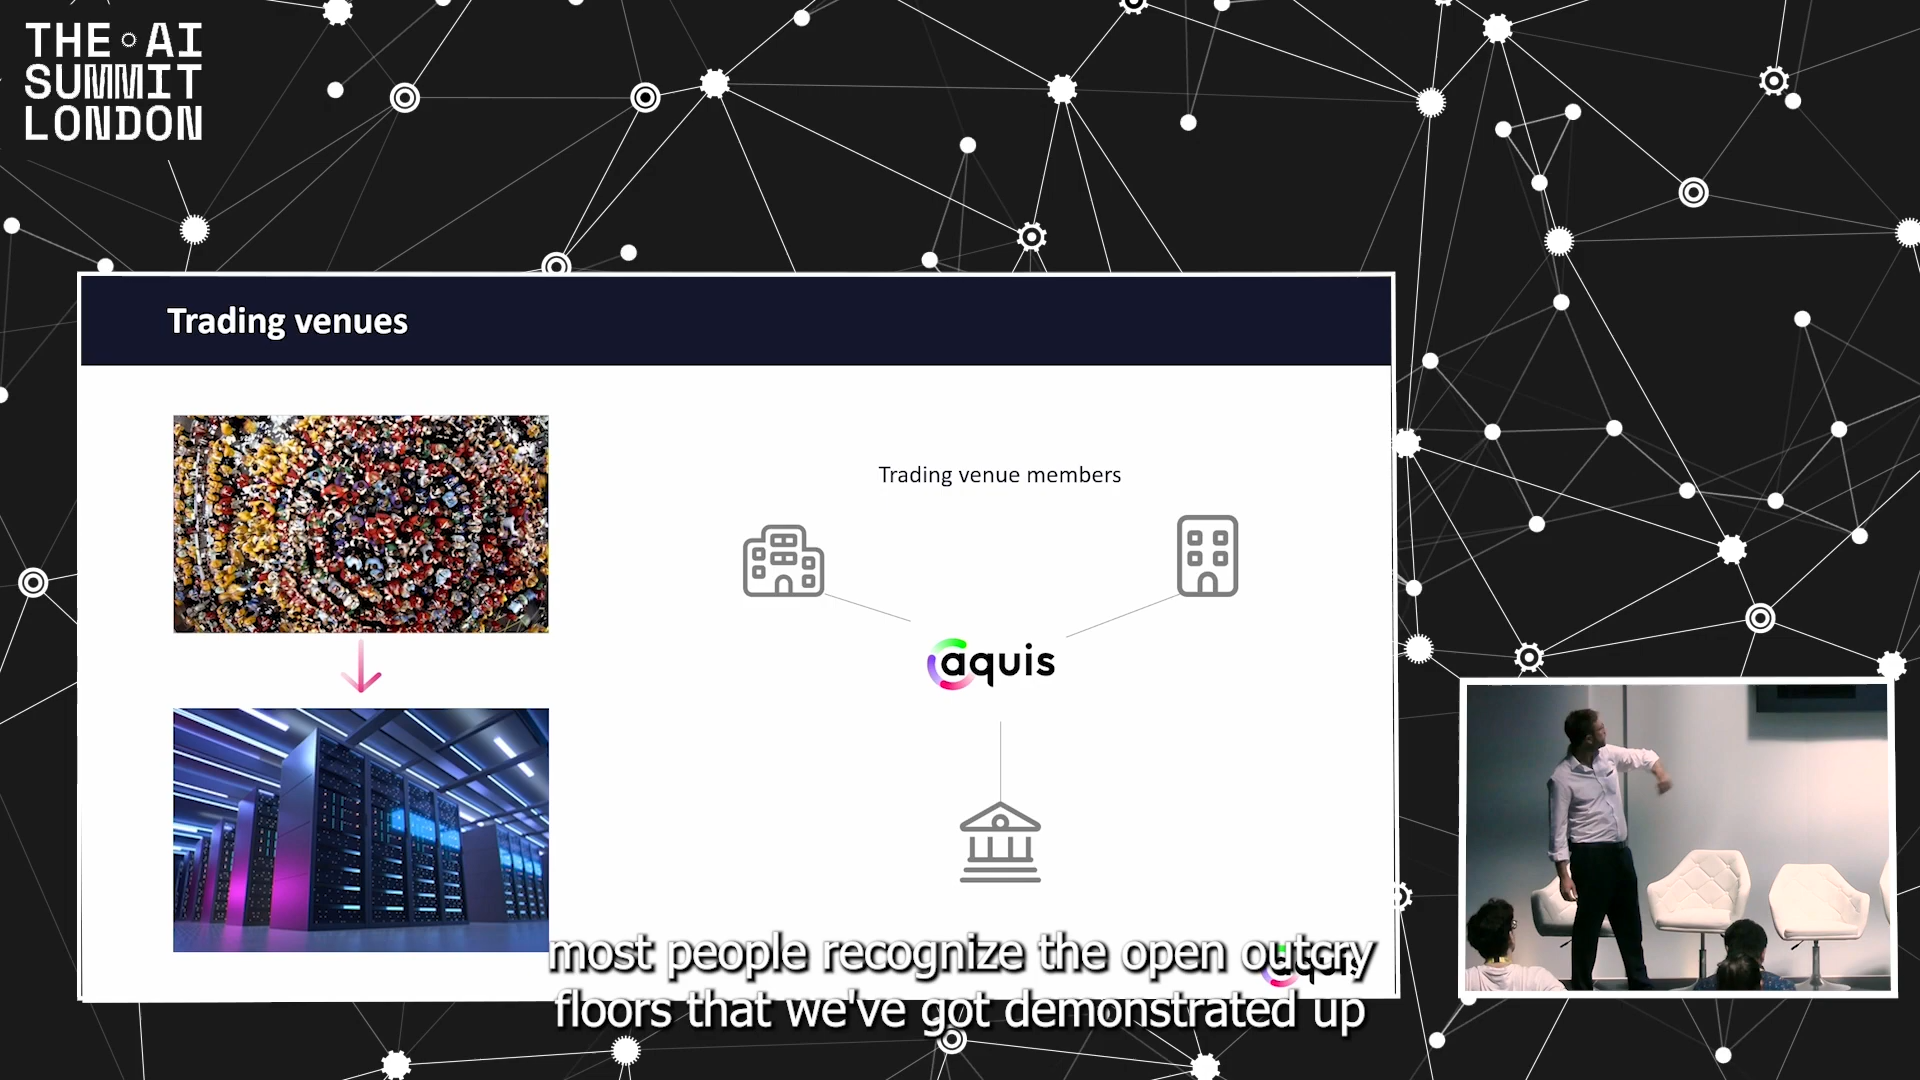 THE AI
SUMMIT
LONDON
Trading venues
Trading venue members
aquis
aquis
most people recognize the open outcry
floors that we've got demonstrated up